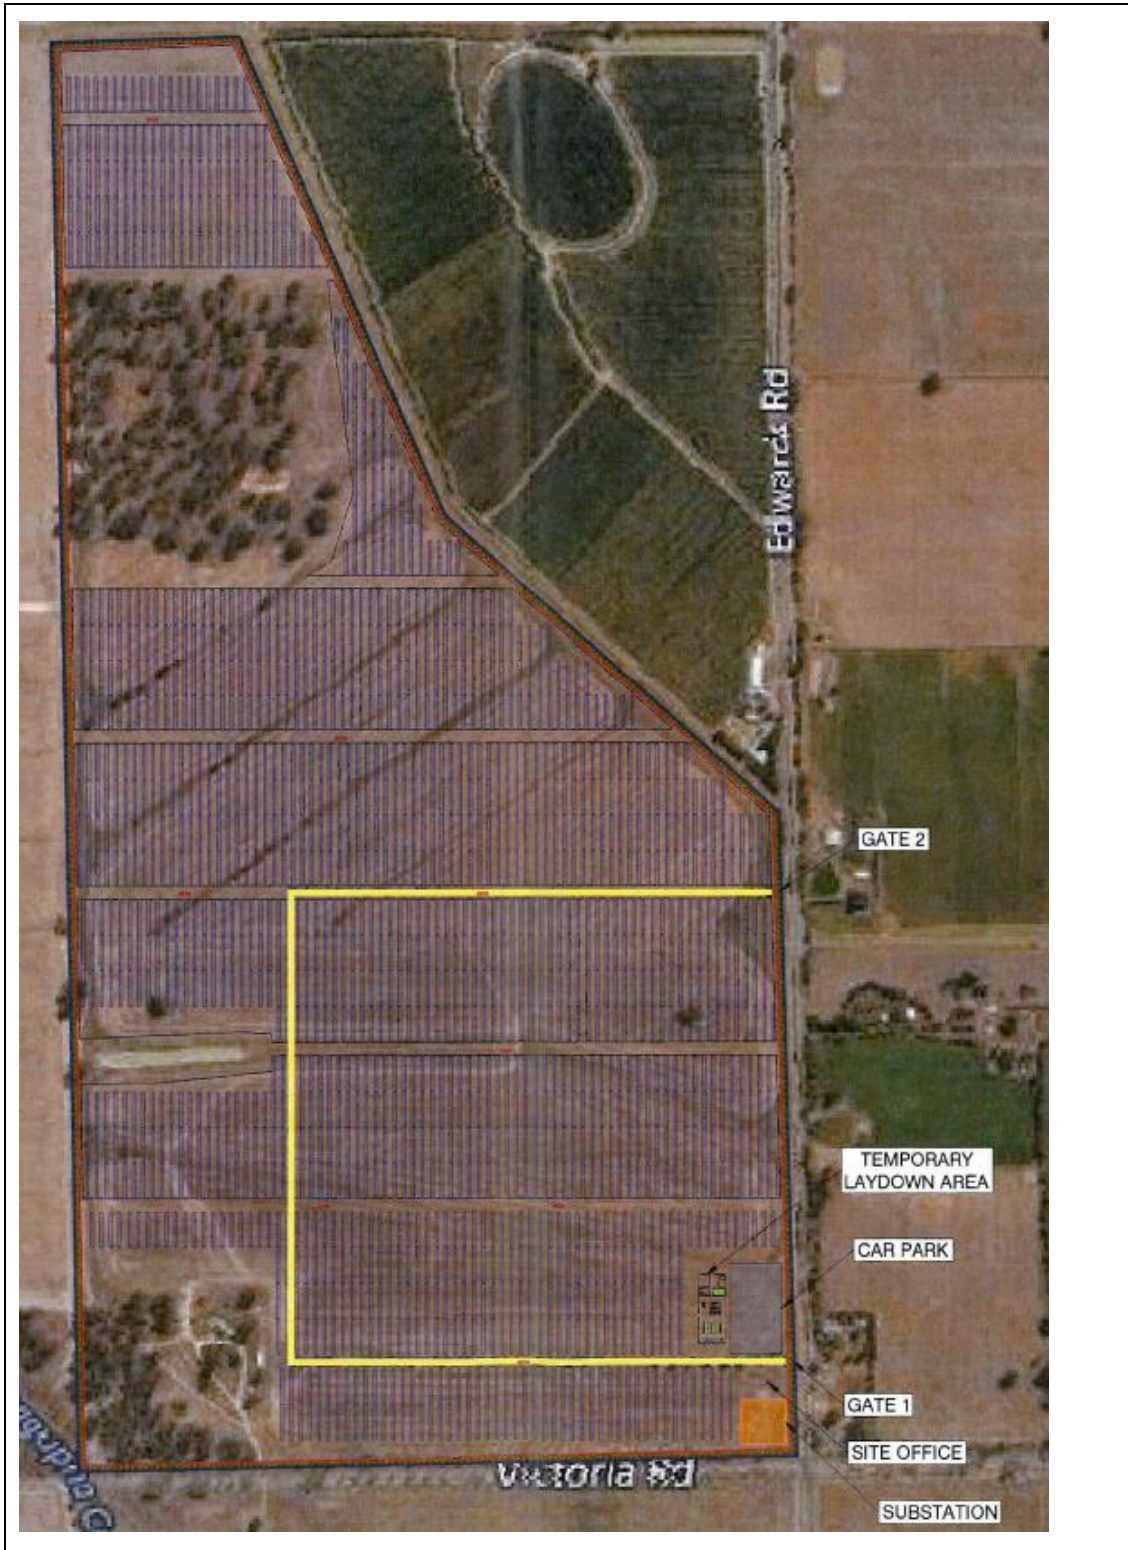 Edwards Rd
GATE 2
TEMPORARY
LAYDOWN AREA
CAR PARK
GATE 1
SITE OFFICE
Victoria Rd
SUBSTATION